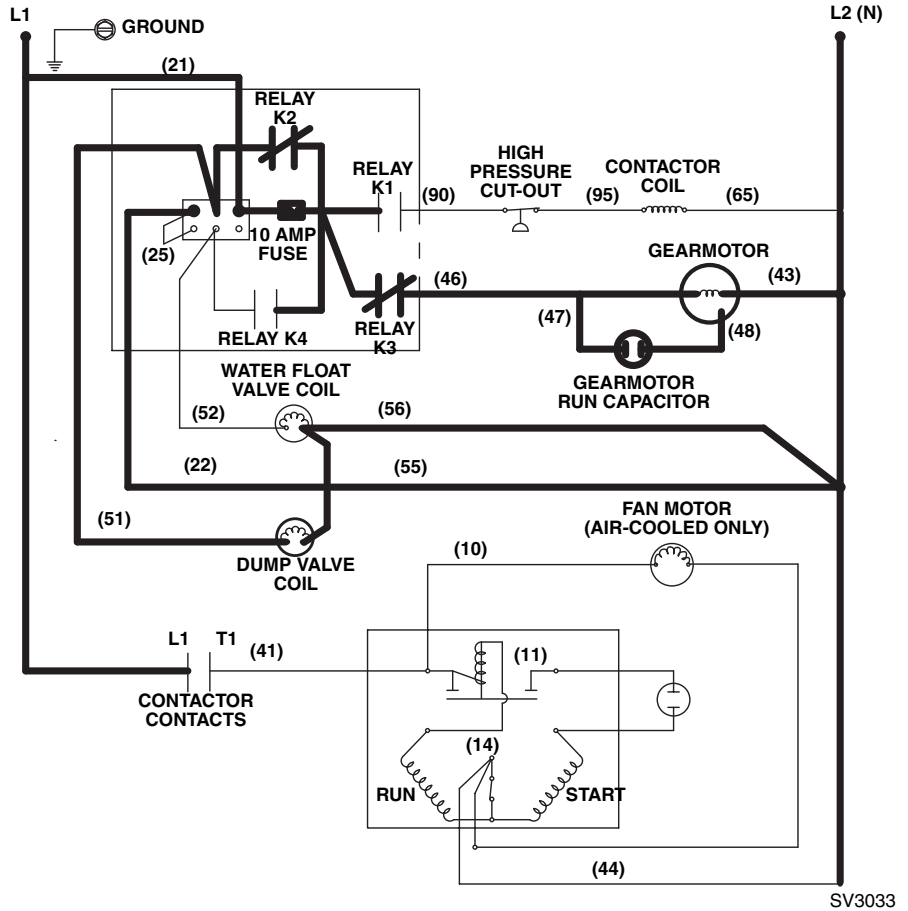 L1
L2 (N)
GROUND
(21)
RELAY
K2
RELAY
K1
(90)
HIGH
PRESSURE
CUT-OUT
(95)
CONTACTOR
COIL
(65)
(25)
10 AMP
FUSE
GEARMOTOR
(46)
(43)
(47)
(48)
RELAY K4
RELAY
K3
GEARMOTOR
RUN CAPACITOR
WATER FLOAT
VALVE COIL
(52)
(56)
(22)
(55)
(51)
FAN MOTOR
(AIR-COOLED ONLY)
DUMP VALVE
COIL
(10)
L1
T1
(41)
(11)
CONTACTOR
CONTACTS
(14)
RUN
START
(44)
SV3033